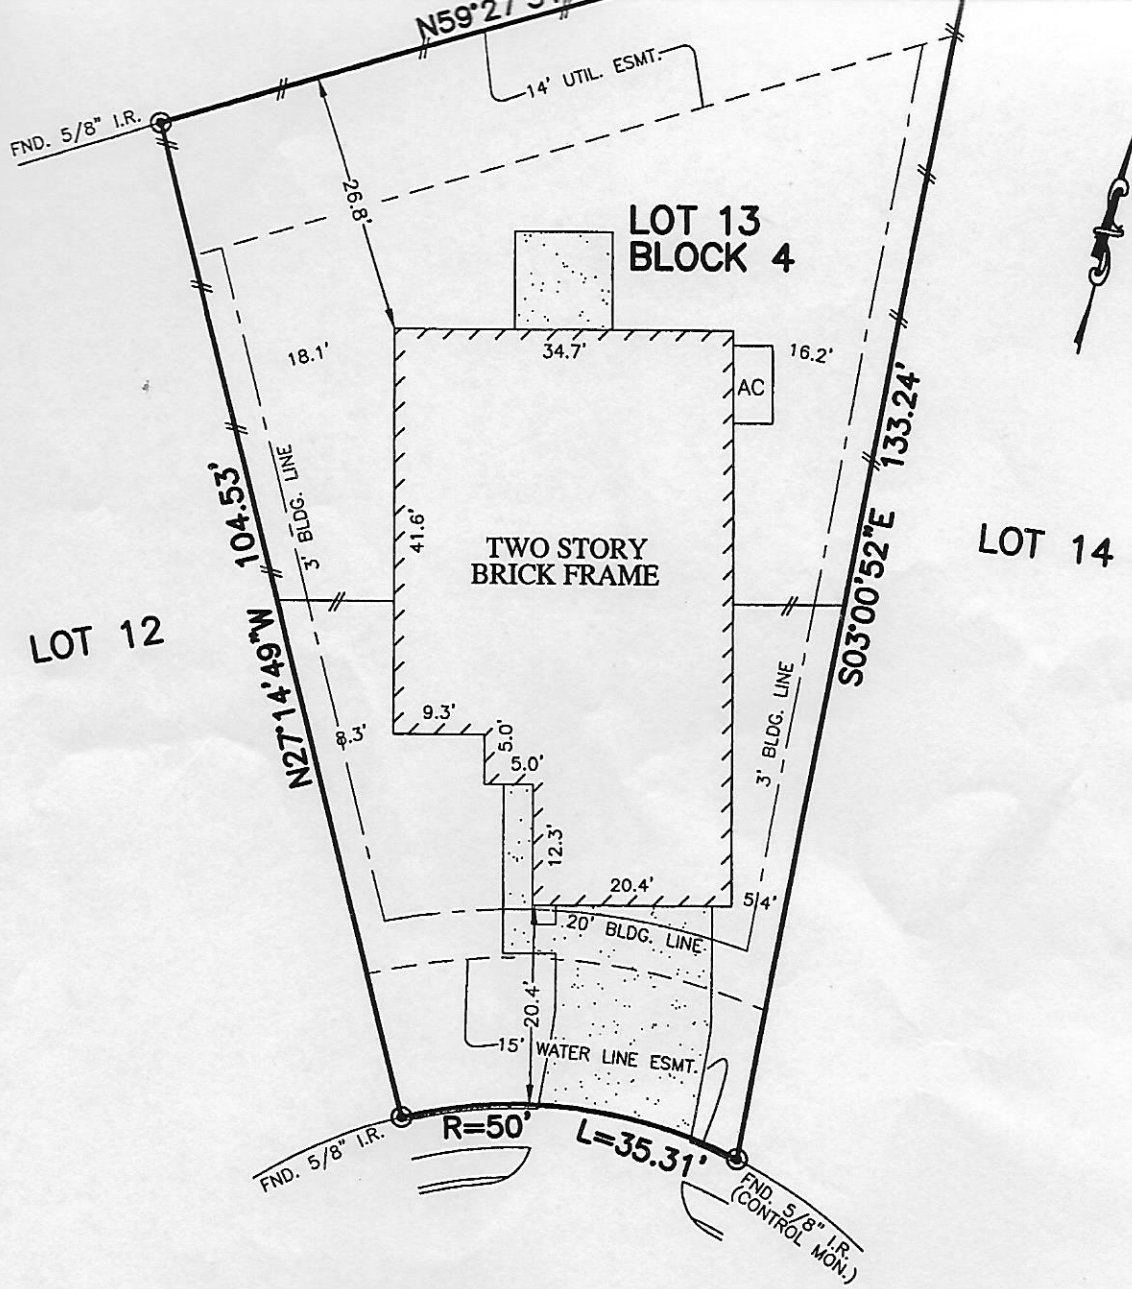 N59°27'
14' UTIL. ESMT.
FND. 5/8" I.R.
26.8'
LOT 13
BLOCK 4
34.7'
18.1'
16.2'
AC
133.24'
S03°00'52"E
3' BLDG. LINE
104.53'
N27°14'49"W
41.6'
TWO STORY
BRICK FRAME
LOT 14
LOT 12
3' BLDG. LINE
9.3'
5.0'
5.0'
8.3'
12.3'
20.4'
5.4'
20' BLDG. LINE
20.4'
15' WATER LINE ESMT.
R=50'
L=35.31'
FND. 5/8" I.R.
FND. 5/8" I.R.
(CONTROL MON.)